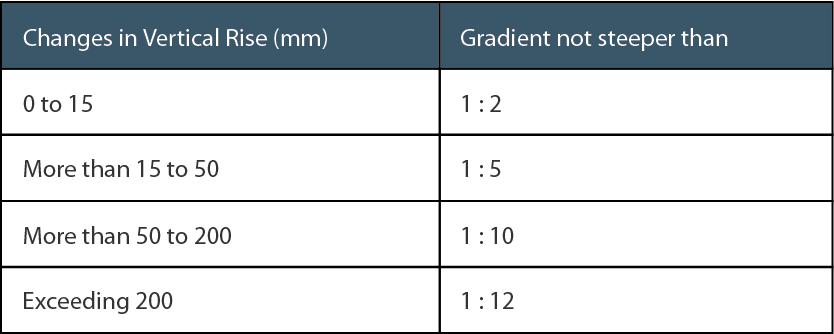 Changes in Vertical Rise (mm) Gradient not steeper than
0 to 15 1 : 2
More than 15 to 50 1 : 5
More than 50 to 200 1 : 10
Exceeding 200 1 : 12